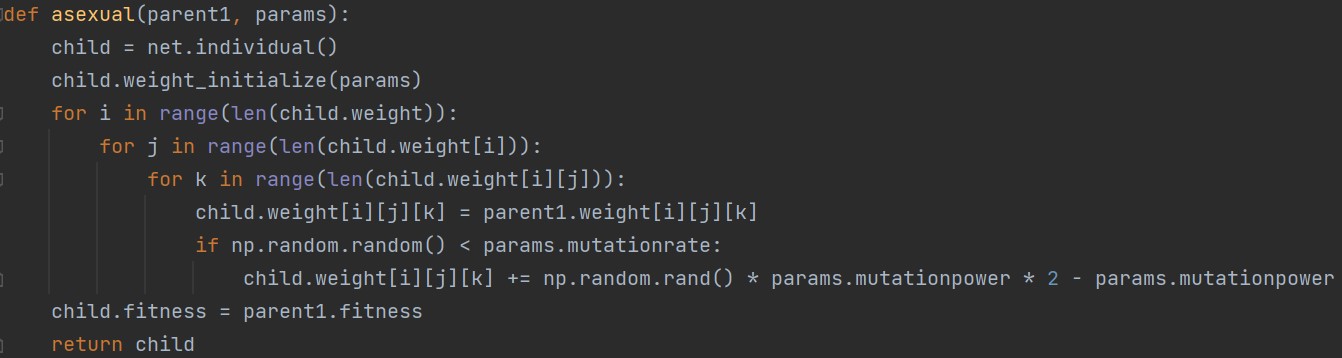 def asexual(parent1, params):
    child = net.individual()
    child.weight_initialize(params)
    for i in range(len(child.weight)):
        for j in range(len(child.weight[i])):
            for k in range(len(child.weight[i][j])):
                child.weight[i][j][k] = parent1.weight[i][j][k]
                if np.random.random() < params.mutationrate:
                    child.weight[i][j][k] += np.random.rand() * params.mutationpower * 2 - params.mutationpower
    child.fitness = parent1.fitness
    return child